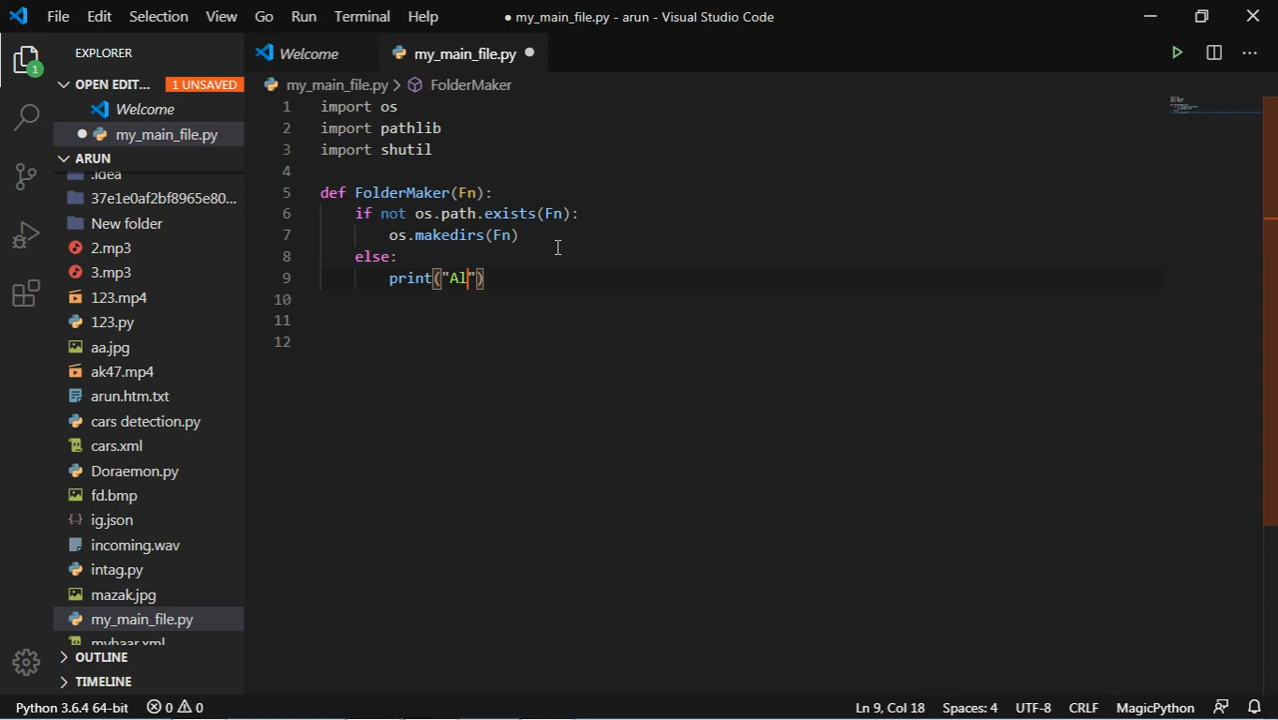 File Edit Selection View Go Run Terminal Help
● my_main_file.py - arun - Visual Studio Code
1
EXPLORER
OPEN EDIT... 1 UNSAVED
Welcome
my_main_file.py
ARUN
.idea
37e1e0af2bf8965e80...
New folder
2.mp3
3.mp3
123.mp4
123.py
aa.jpg
ak47.mp4
arun.htm.txt
cars detection.py
cars.xml
Doraemon.py
fd.bmp
ig.json
incoming.wav
intag.py
mazak.jpg
my_main_file.py
OUTLINE
TIMELINE
Welcome my_main_file.py
my_main_file.py > FolderMaker
1 import os
2 import pathlib
3 import shutil
4
5 def FolderMaker(Fn):
6 if not os.path.exists(Fn):
7 os.makedirs(Fn)
8 else:
9 print("Al")
10
11
12
Python 3.6.4 64-bit 0 0 Ln 9, Col 18 Spaces: 4 UTF-8 CRLF MagicPython